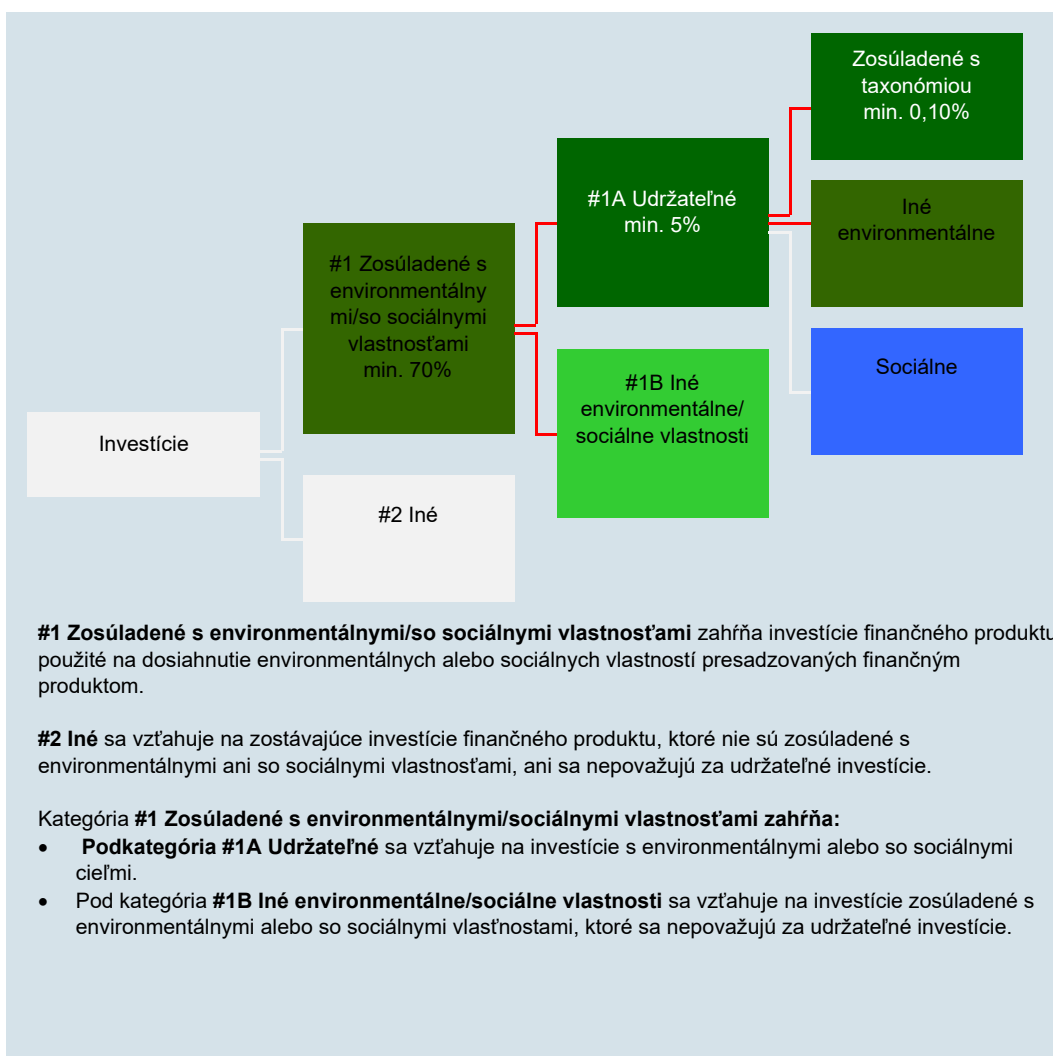 Zosúladené s
taxonómiou
min. 0,10%
#1A Udržateľné
min. 5%
Iné
environmentálne
#1 Zosúladené s
environmentálny
mi/so sociálnymi
vlastnosťami
min. 70%
Sociálne
#1B Iné
environmentálne/
sociálne vlastnosti
Investície
#2 Iné
#1 Zosúladené s environmentálnymi/so sociálnymi vlastnosťami zahŕňa investície finančného produktu
použité na dosiahnutie environmentálnych alebo sociálnych vlastností presadzovaných finančným
produktom.
#2 Iné sa vzťahuje na zostávajúce investície finančného produktu, ktoré nie sú zosúladené s
environmentálnymi ani so sociálnymi vlastnosťami, ani sa nepovažujú za udržateľné investície.
Kategória #1 Zosúladené s environmentálnymi/sociálnymi vlastnosťami zahŕňa:
• Podkategória #1A Udržateľné sa vzťahuje na investície s environmentálnymi alebo so sociálnymi
cieľmi.
• Pod kategória #1B Iné environmentálne/sociálne vlastnosti sa vzťahuje na investície zosúladené s
environmentálnymi alebo so sociálnymi vlasťnostami, ktoré sa nepovažujú za udržateľné investície.